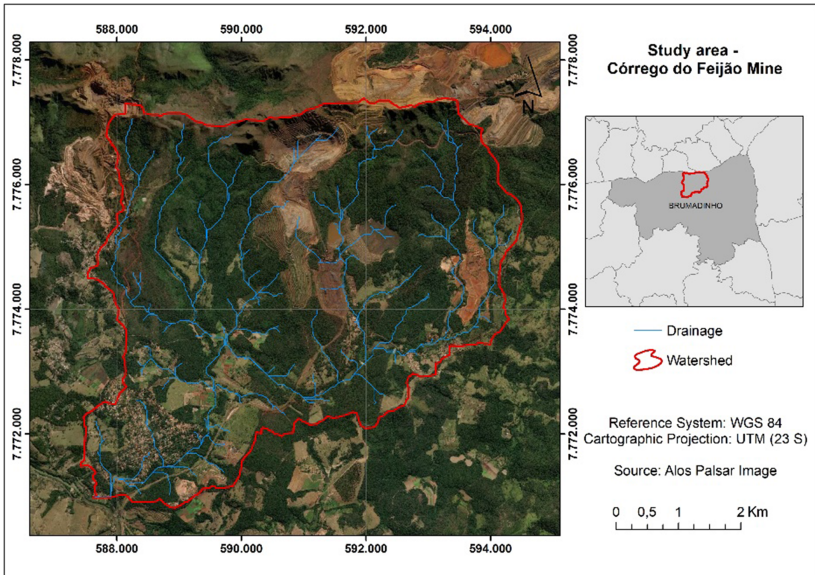 588.000 590.000 592.000 594.000
7.778.000 7.778.000
7.776.000 7.776.000
7.774.000 7.774.000
7.772.000 7.772.000
588.000 590.000 592.000 594.000
N
Study area -
Córrego do Feijão Mine
BRUMADINHO
Drainage
Watershed
Reference System: WGS 84
Cartographic Projection: UTM (23 S)
Source: Alos Palsar Image
0 0,5 1 2 Km